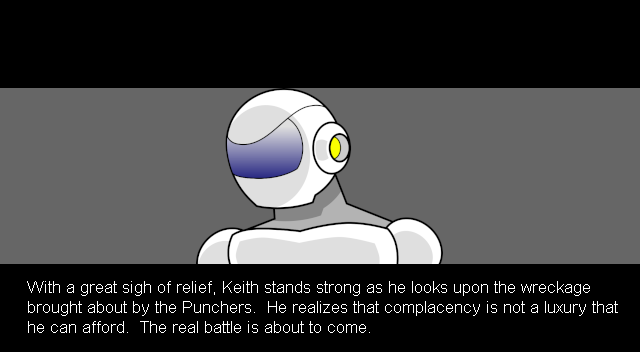 With a great sigh of relief, Keith stands strong as he looks upon the wreckage
brought about by the Punchers.  He realizes that complacency is not a luxury that
he can afford.  The real battle is about to come.